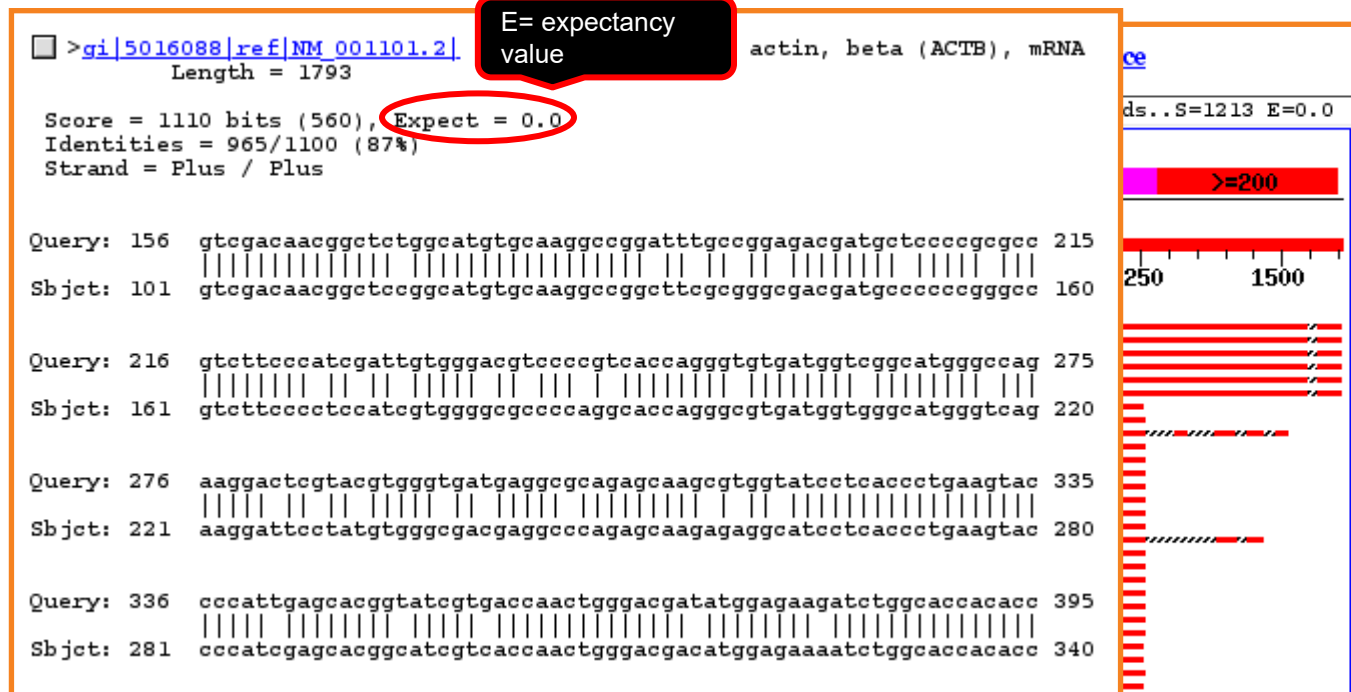 E= expectancy
value
>gi|5016088|ref|NM_001101.2| actin, beta (ACTB), mRNA
Length = 1793
Score = 1110 bits (560), Expect = 0.0
Identities = 965/1100 (87%)
Strand = Plus / Plus
Query: 156 gtcgacaacggctctggcatgtgcaaggccggatttgccggagacgatgctccccgcgcc 215
Sbjct: 101 gtcgacaacggctccggcatgtgcaaggccggcttcgcgggcgacgatgccccccgggcc 160
Query: 216 gtcttcccatcgattgtgggacgtccccgtcaccagggtgtgatggtcggcatgggccag 275
Sbjct: 161 gtcttcccctccatcgtggggcgccccaggcaccagggcgtgatggtgggcatgggtcag 220
Query: 276 aaggactcgtacgtgggtgatgaggcgcagagcaagcgtggtatcctcaccctgaagtac 335
Sbjct: 221 aaggattcctatgtgggcgacgaggcccagagcaagagaggcatcctcaccctgaagtac 280
Query: 336 cccattgagcacggtatcgtgaccaactgggacgatatggagaagatctggcaccacacc 395
Sbjct: 281 cccatcgagcacggcatcgtcaccaactgggacgacatggagaaaatctggcaccacacc 340
ce
ds..S=1213 E=0.0
>=200
250 1500